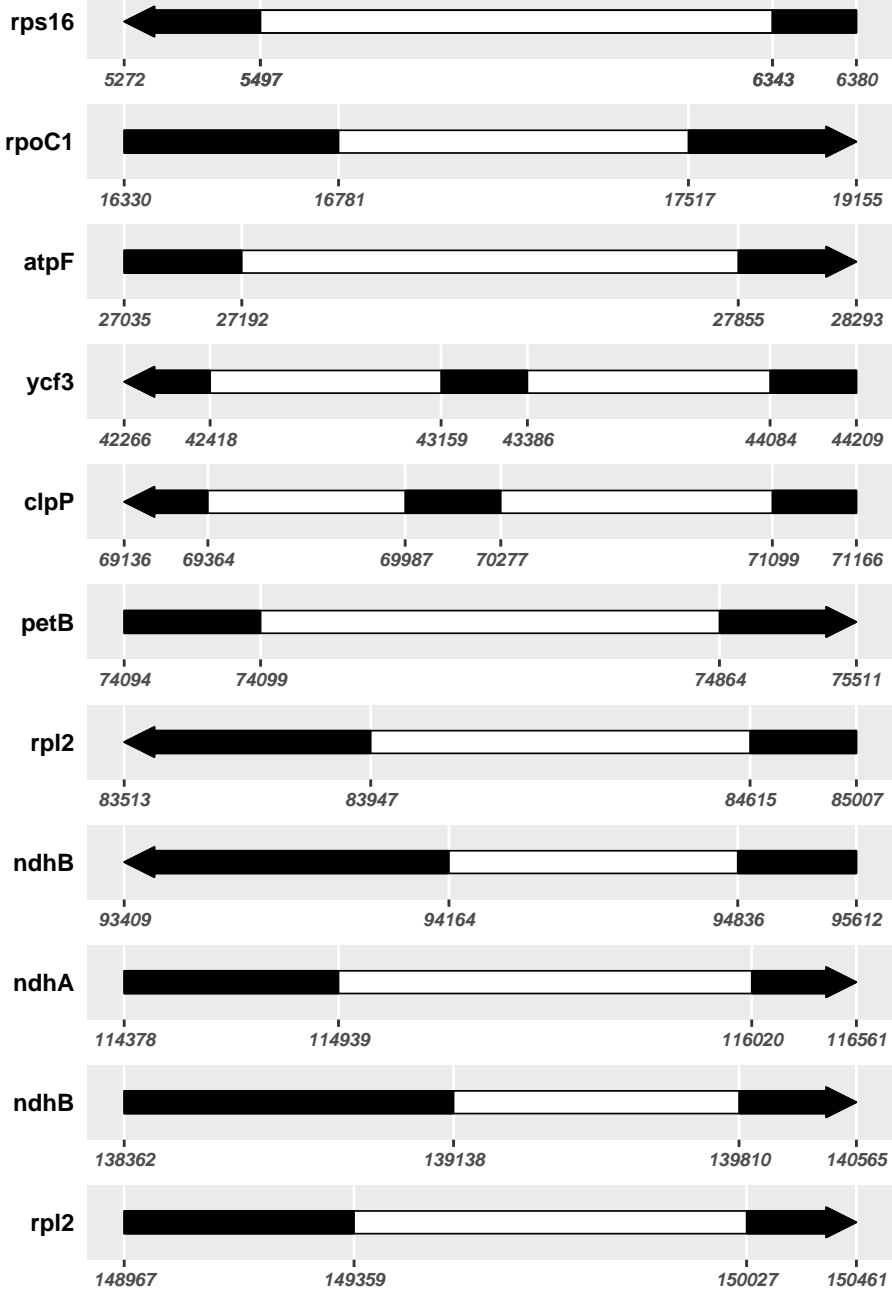 rps16
5272 5497 6343 6380
rpoC1
16330 16781 17517 19155
atpF
27035 27192 27855 28293
ycf3
42266 42418 43159 43386 44084 44209
clpP
69136 69364 69987 70277 71099 71166
petB
74094 74099 74864 75511
rpl2
83513 83947 84615 85007
ndhB
93409 94164 94836 95612
ndhA
114378 114939 116020 116561
ndhB
138362 139138 139810 140565
rpl2
148967 149359 150027 150461